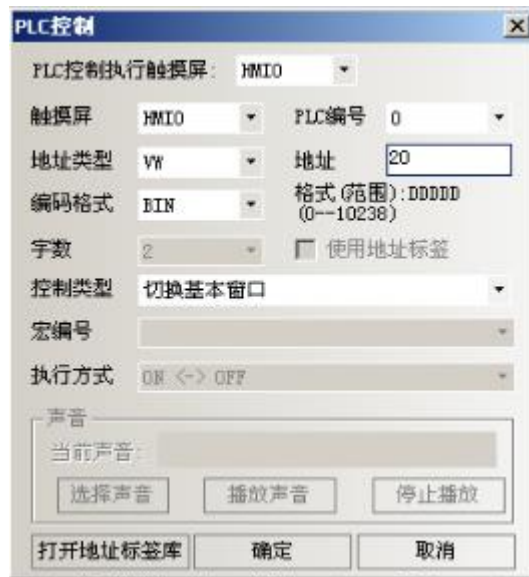 PLC控制
PLC控制执行触摸屏: HMI0
触摸屏 HMI0 PLC编号 0
地址类型 VW 地址 20
编码格式 BIN 格式(范围):DDDDD
(0--10238)
字数 2 使用地址标签
控制类型 切换基本窗口
宏编号
执行方式 ON <-> OFF
声音
当前声音:
选择声音 播放声音 停止播放
打开地址标签库 确定 取消